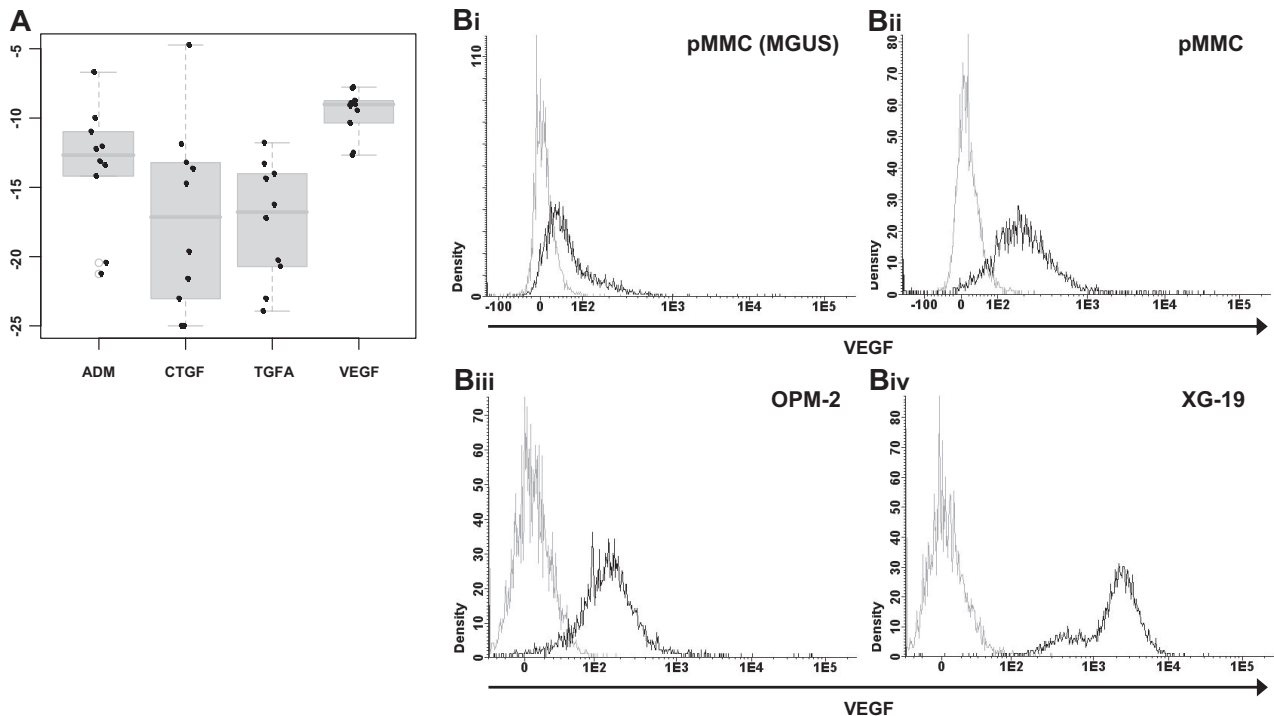 A
-5
-10
-15
-20
-25
ADM CTGF TGFA VEGF
Bi
pMMC (MGUS)
110
0
Density
-100 0 1E2 1E3 1E4 1E5
Bii
pMMC
80
70
60
50
40
30
20
10
0
Density
-100 0 1E2 1E3 1E4 1E5
VEGF
Biii
OPM-2
70
60
50
40
30
20
10
0
Density
0 1E2 1E3 1E4 1E5
Biv
XG-19
80
70
60
50
40
30
20
10
0
Density
0 1E2 1E3 1E4 1E5
VEGF